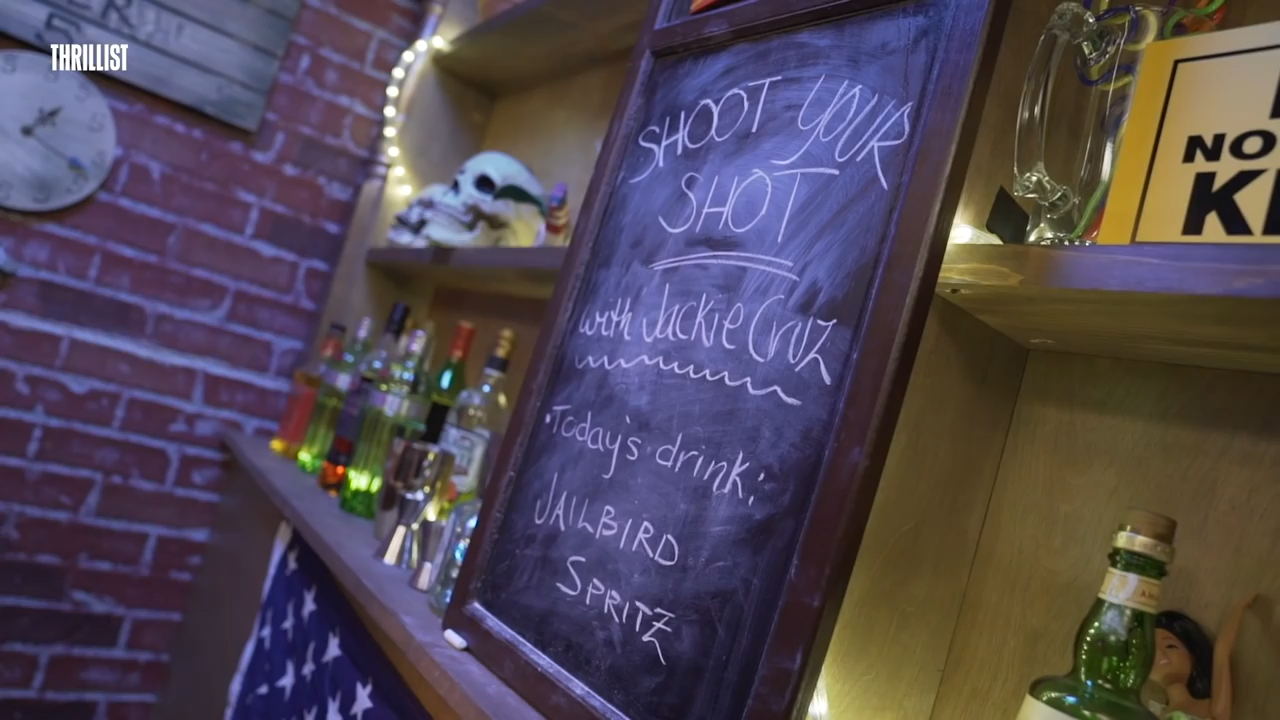 THRILLIST
SHOOT YOUR
SHOT
with Jackie Cruz
·Today's drink:
JAILBIRD
SPRITZ
NO